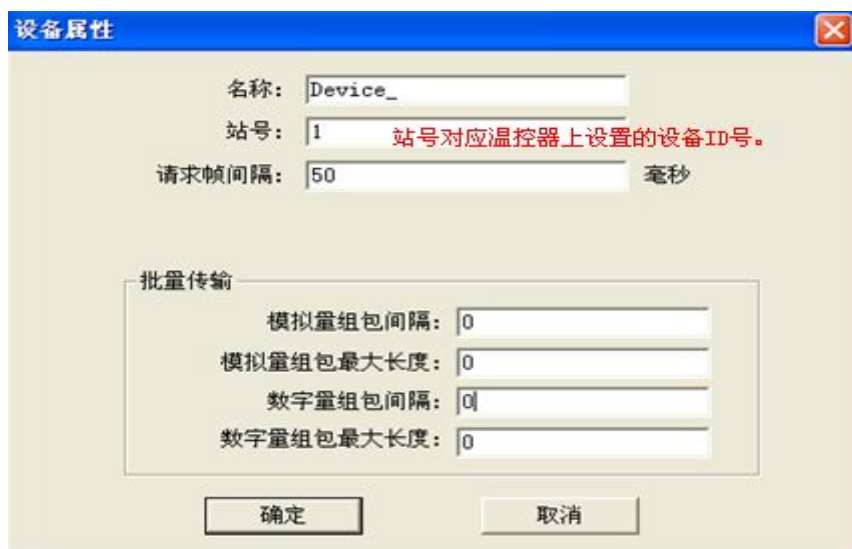 设备属性
名称： Device_
站号： 1 站号对应温控器上设置的设备ID号。
请求帧间隔： 50 毫秒
批量传输
模拟量组包间隔： 0
模拟量组包最大长度： 0
数字量组包间隔： 0
数字量组包最大长度： 0
确定 取消